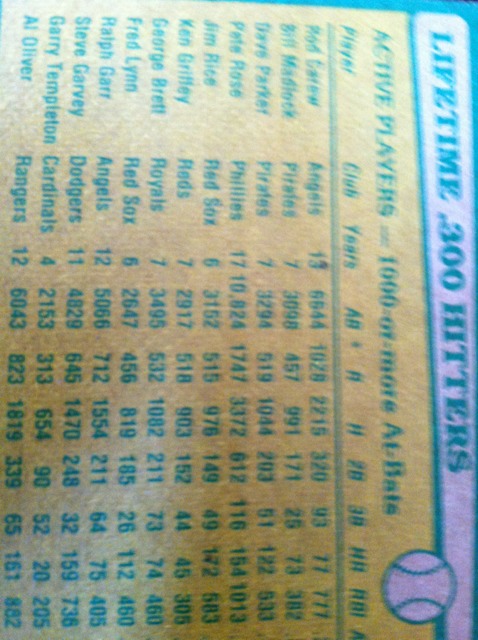 LIFETIME .300 HITTERS
ACTIVE PLAYERS — 1000-or-more At-Bats
Player Club Years AB R H 2B 3B HR RBI
Rod Carew Angels 13 6644 1028 2215 320 93 77 777
Bill Madlock Pirates 7 3098 457 991 171 25 73 382
Dave Parker Pirates 7 3294 519 1044 203 51 122 533
Pete Rose Phillies 17 10,824 1747 3372 612 116 154 1013
Jim Rice Red Sox 6 3152 515 976 149 49 172 583
Ken Griffey Reds 7 2817 518 903 152 44 45 305
George Brett Royals 7 3495 532 1082 211 73 74 460
Fred Lynn Red Sox 6 2647 456 819 185 26 112 460
Ralph Garr Angels 12 5066 712 1554 211 64 75 405
Steve Garvey Dodgers 11 4829 645 1470 248 32 159 736
Garry Templeton Cardinals 4 2153 313 654 90 52 20 205
Al Oliver Rangers 12 6043 823 1819 339 65 161 882